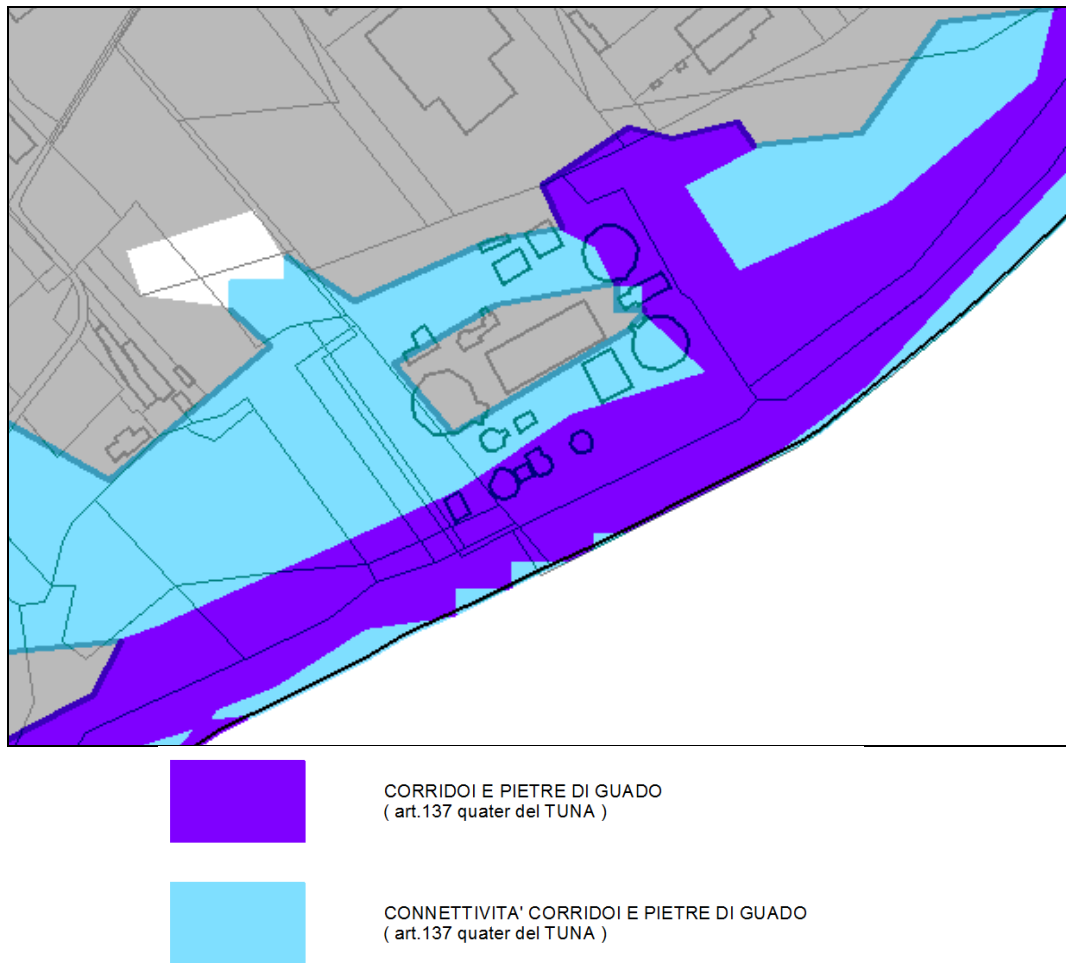 CORRIDOI E PIETRE DI GUADO
( art.137 quater del TUNA )
CONNETTIVITA' CORRIDOI E PIETRE DI GUADO
( art.137 quater del TUNA )